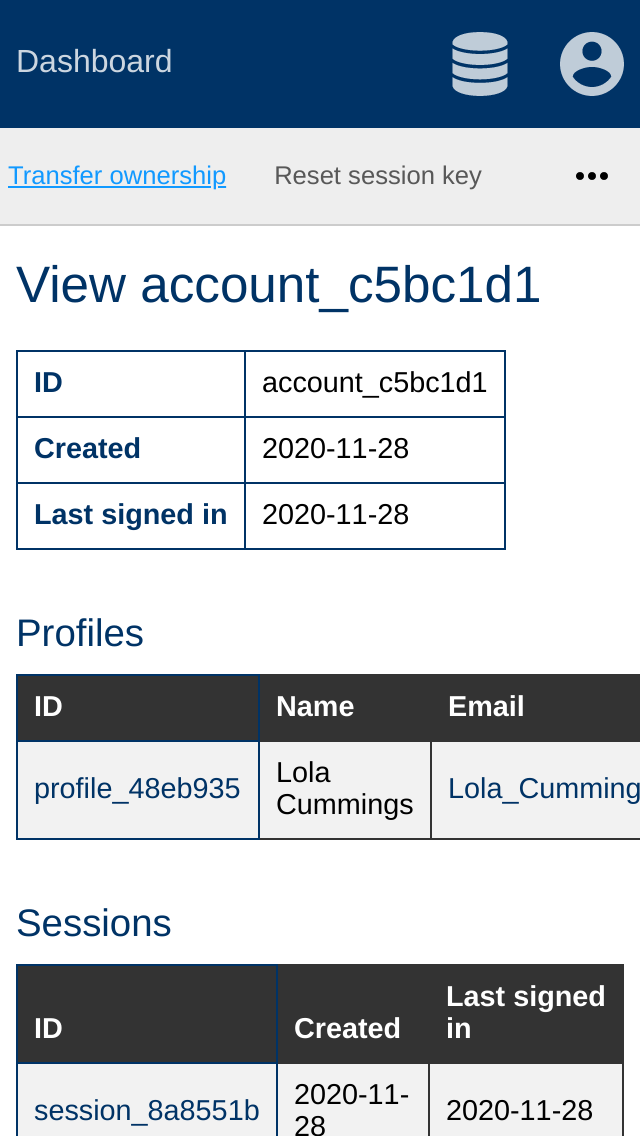 Dashboard
Transfer ownership Reset session key
View account_c5bc1d1
ID account_c5bc1d1
Created 2020-11-28
Last signed in 2020-11-28
Profiles
ID Name Email
profile_48eb935 Lola Cummings Lola_Cumming
Sessions
ID Created Last signed in
session_8a8551b 2020-11-28 2020-11-28